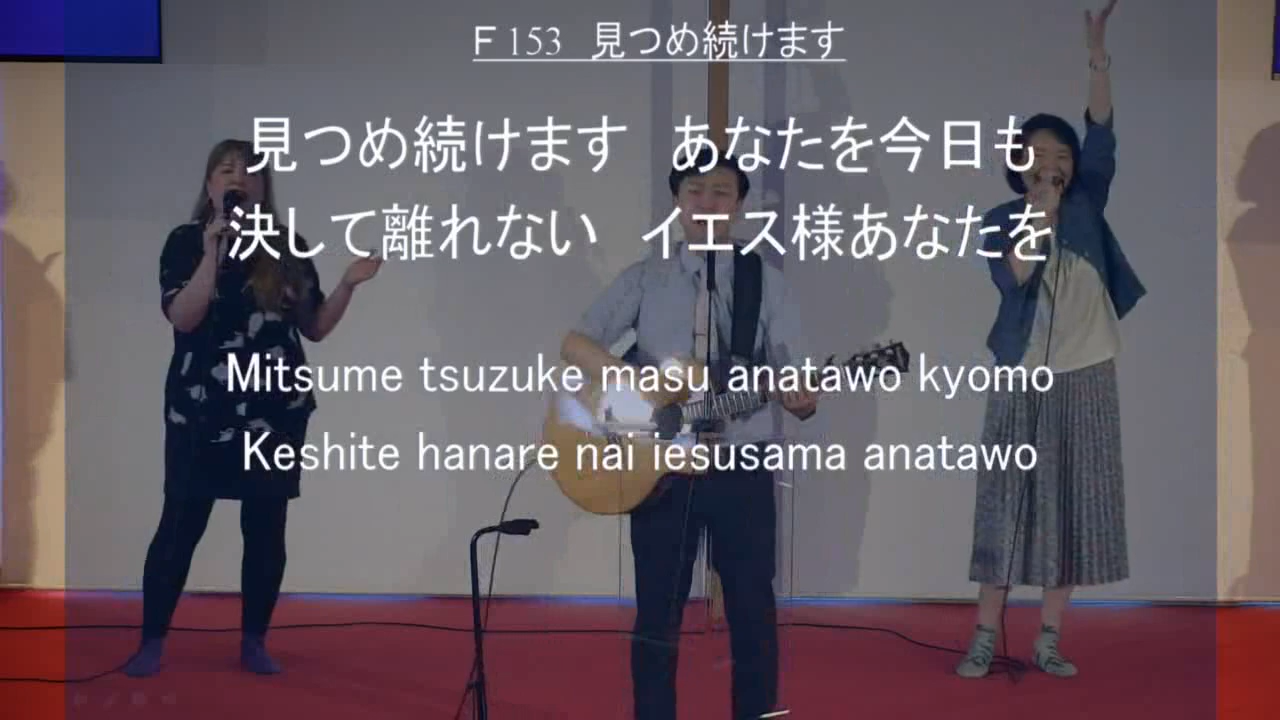 F 153　見つめ続けます
見つめ続けます　あなたを今日も
決して離れない　イエス様あなたを
Mitsume tsuzuke masu anatawo kyomo
Keshite hanare nai iesusama anatawo